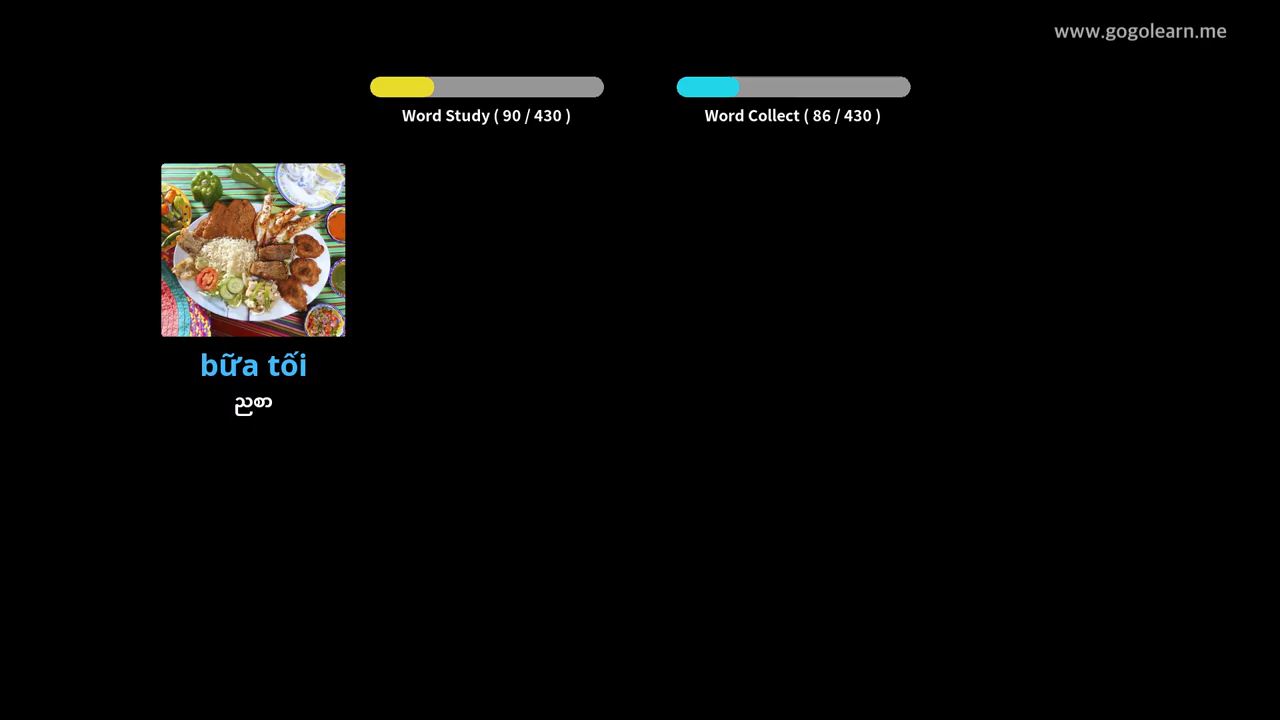 www.gogolearn.me
Word Study ( 90 / 430 )
Word Collect ( 86 / 430 )
bữa tối
ညစာ